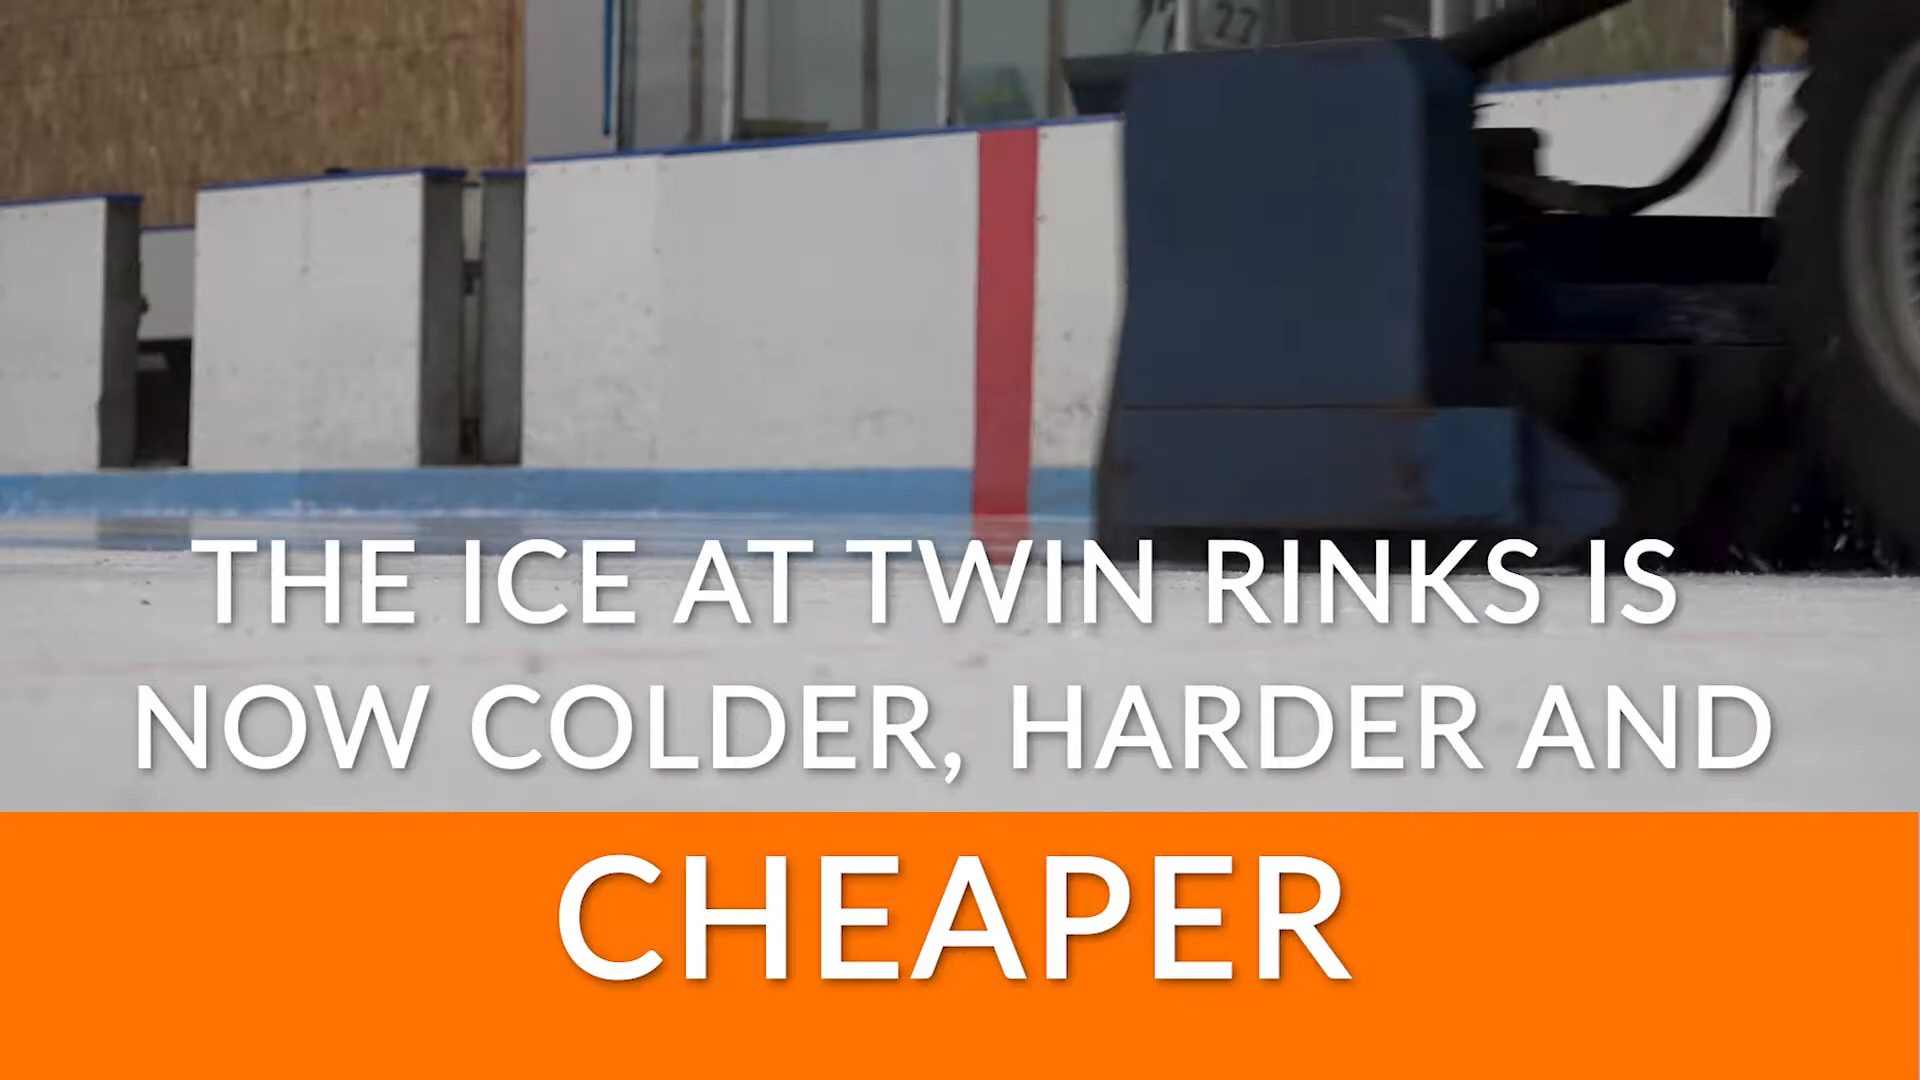 THE ICE AT TWIN RINKS IS
NOW COLDER, HARDER AND
CHEAPER